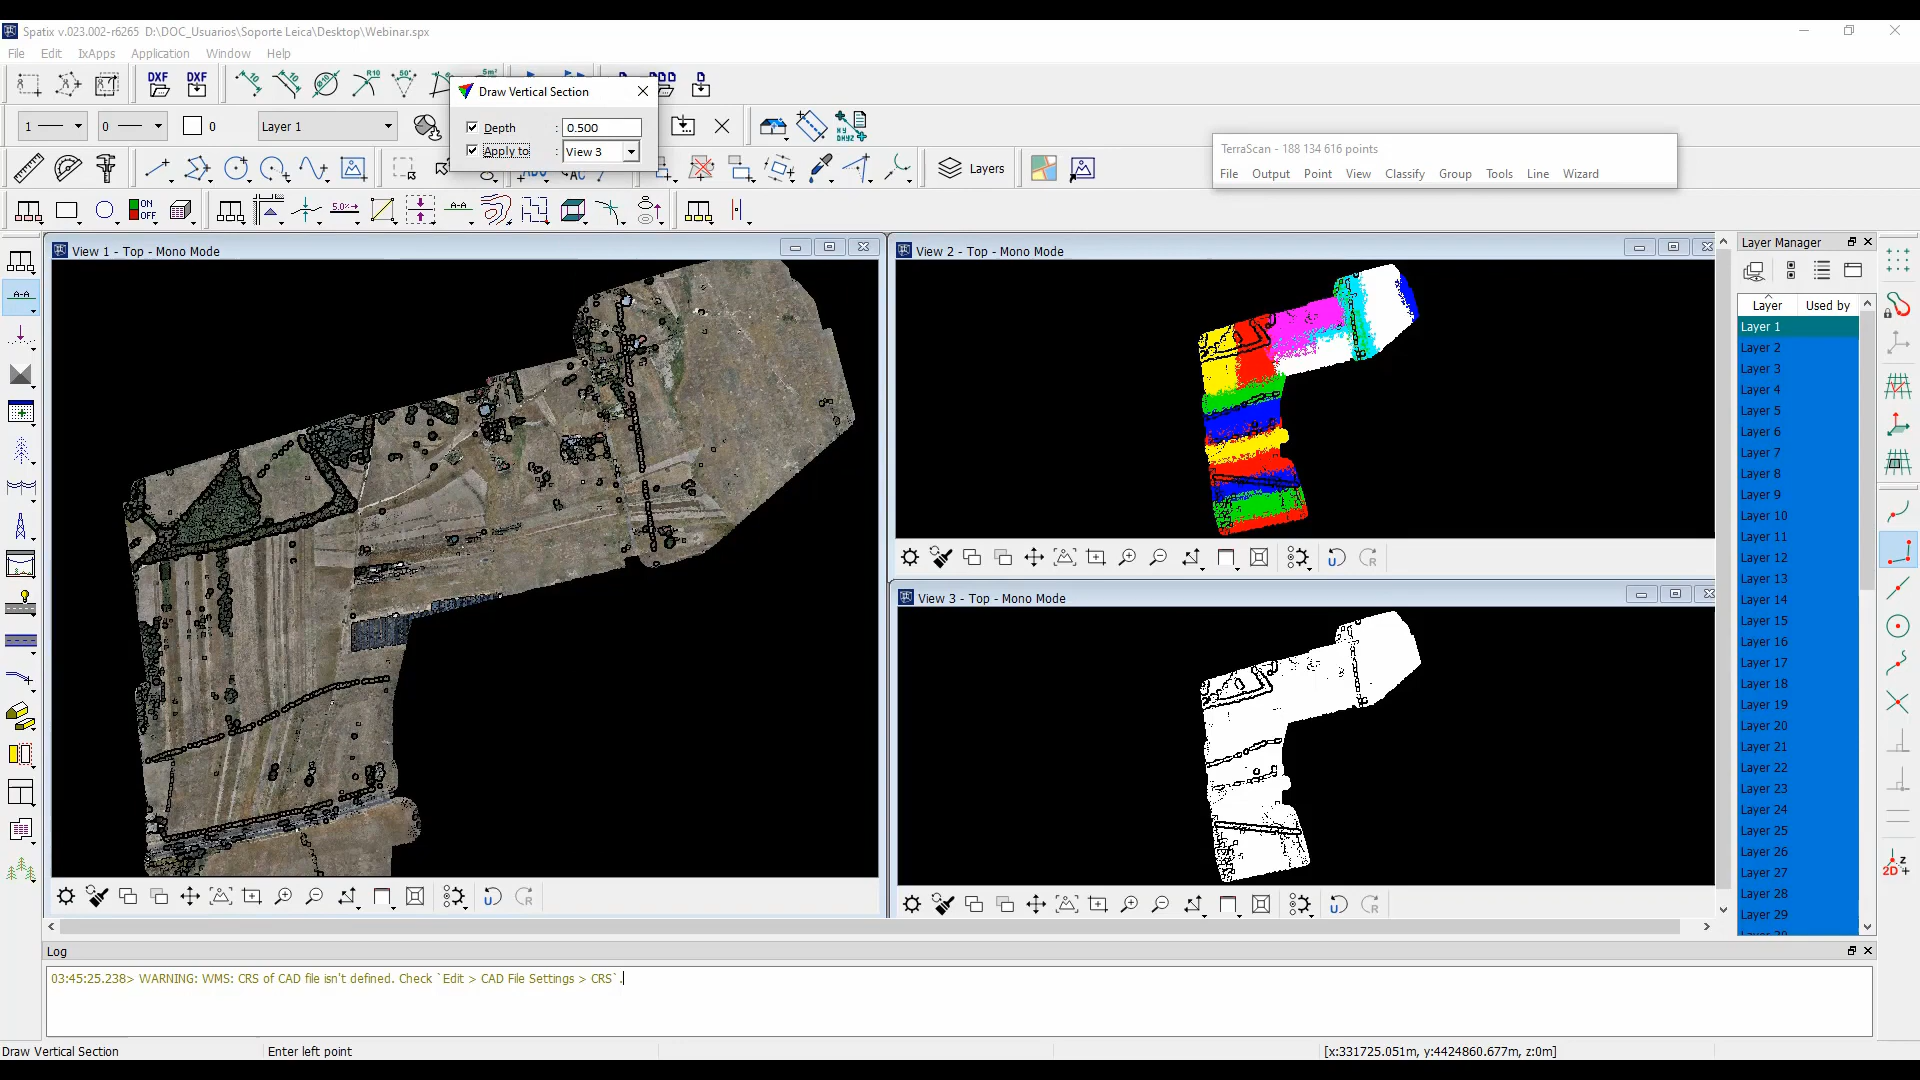 Spatix v.023.002-r6265 D:\DOC_Usuarios\Soporte Leica\Desktop\Webinar.spx
File Edit IxApps Application Window Help
DXF DXF
Draw Vertical Section
Depth : 0.500
Apply to : View 3
1 0 0 Layer 1
Layers
TerraScan - 188 134 616 points
File Output Point View Classify Group Tools Line Wizard
ON
OFF
5.0%
A-A
View 1 - Top - Mono Mode
View 2 - Top - Mono Mode
View 3 - Top - Mono Mode
Layer Manager
Layer Used by
Layer 1
Layer 2
Layer 3
Layer 4
Layer 5
Layer 6
Layer 7
Layer 8
Layer 9
Layer 10
Layer 11
Layer 12
Layer 13
Layer 14
Layer 15
Layer 16
Layer 17
Layer 18
Layer 19
Layer 20
Layer 21
Layer 22
Layer 23
Layer 24
Layer 25
Layer 26
Layer 27
Layer 28
Layer 29
Log
03:45:25.238> WARNING: WMS: CRS of CAD file isn't defined. Check `Edit > CAD File Settings > CRS`.
Draw Vertical Section Enter left point [x:331725.051m, y:4424860.677m, z:0m]